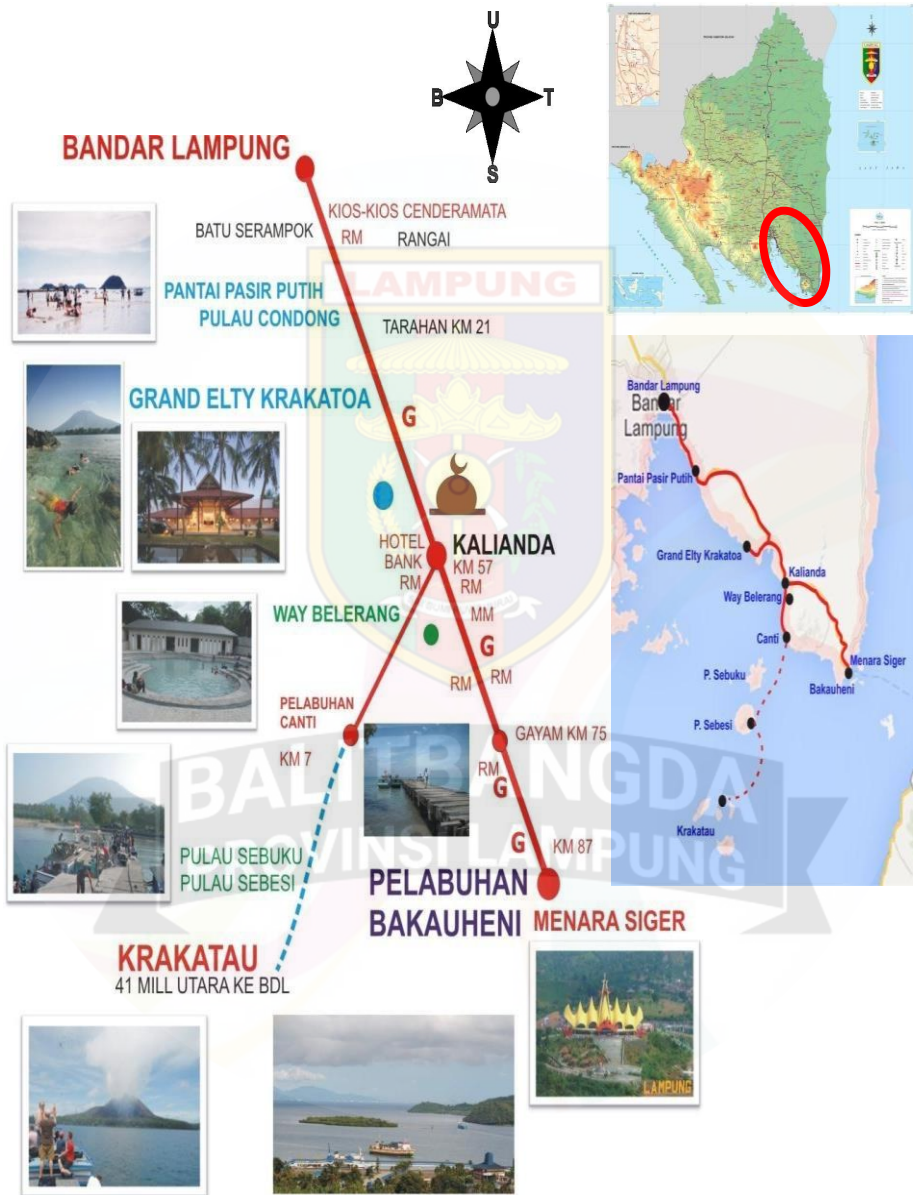 U
B T
S
BANDAR LAMPUNG
KIOS-KIOS CENDERAMATA
BATU SERAMPOK RM RANGAI
LAMPUNG
PANTAI PASIR PUTIH
PULAU CONDONG
TARAHAN KM 21
GRAND ELTY KRAKATOA
G
HOTEL
BANK
RM
KALIANDA
KM 57
RM
WAY BELERANG
MM
G
RM RM
PELABUHAN
CANTI
KM 7
GAYAM KM 75
RM
G
BALITBANGDA
PROVINSI LAMPUNG
PULAU SEBUKU
PULAU SEBESI
G KM 87
PELABUHAN
BAKAUHENI
MENARA SIGER
KRAKATAU
41 MILL UTARA KE BDL
LAMPUNG
Bandar Lampung
Bandar
Lampung
Pantai Pasir Putih
Grand Elty Krakatoa
Kalianda
Way Belerang
Canti
Menara Siger
P. Sebuku
Bakauheni
P. Sebesi
Krakatau